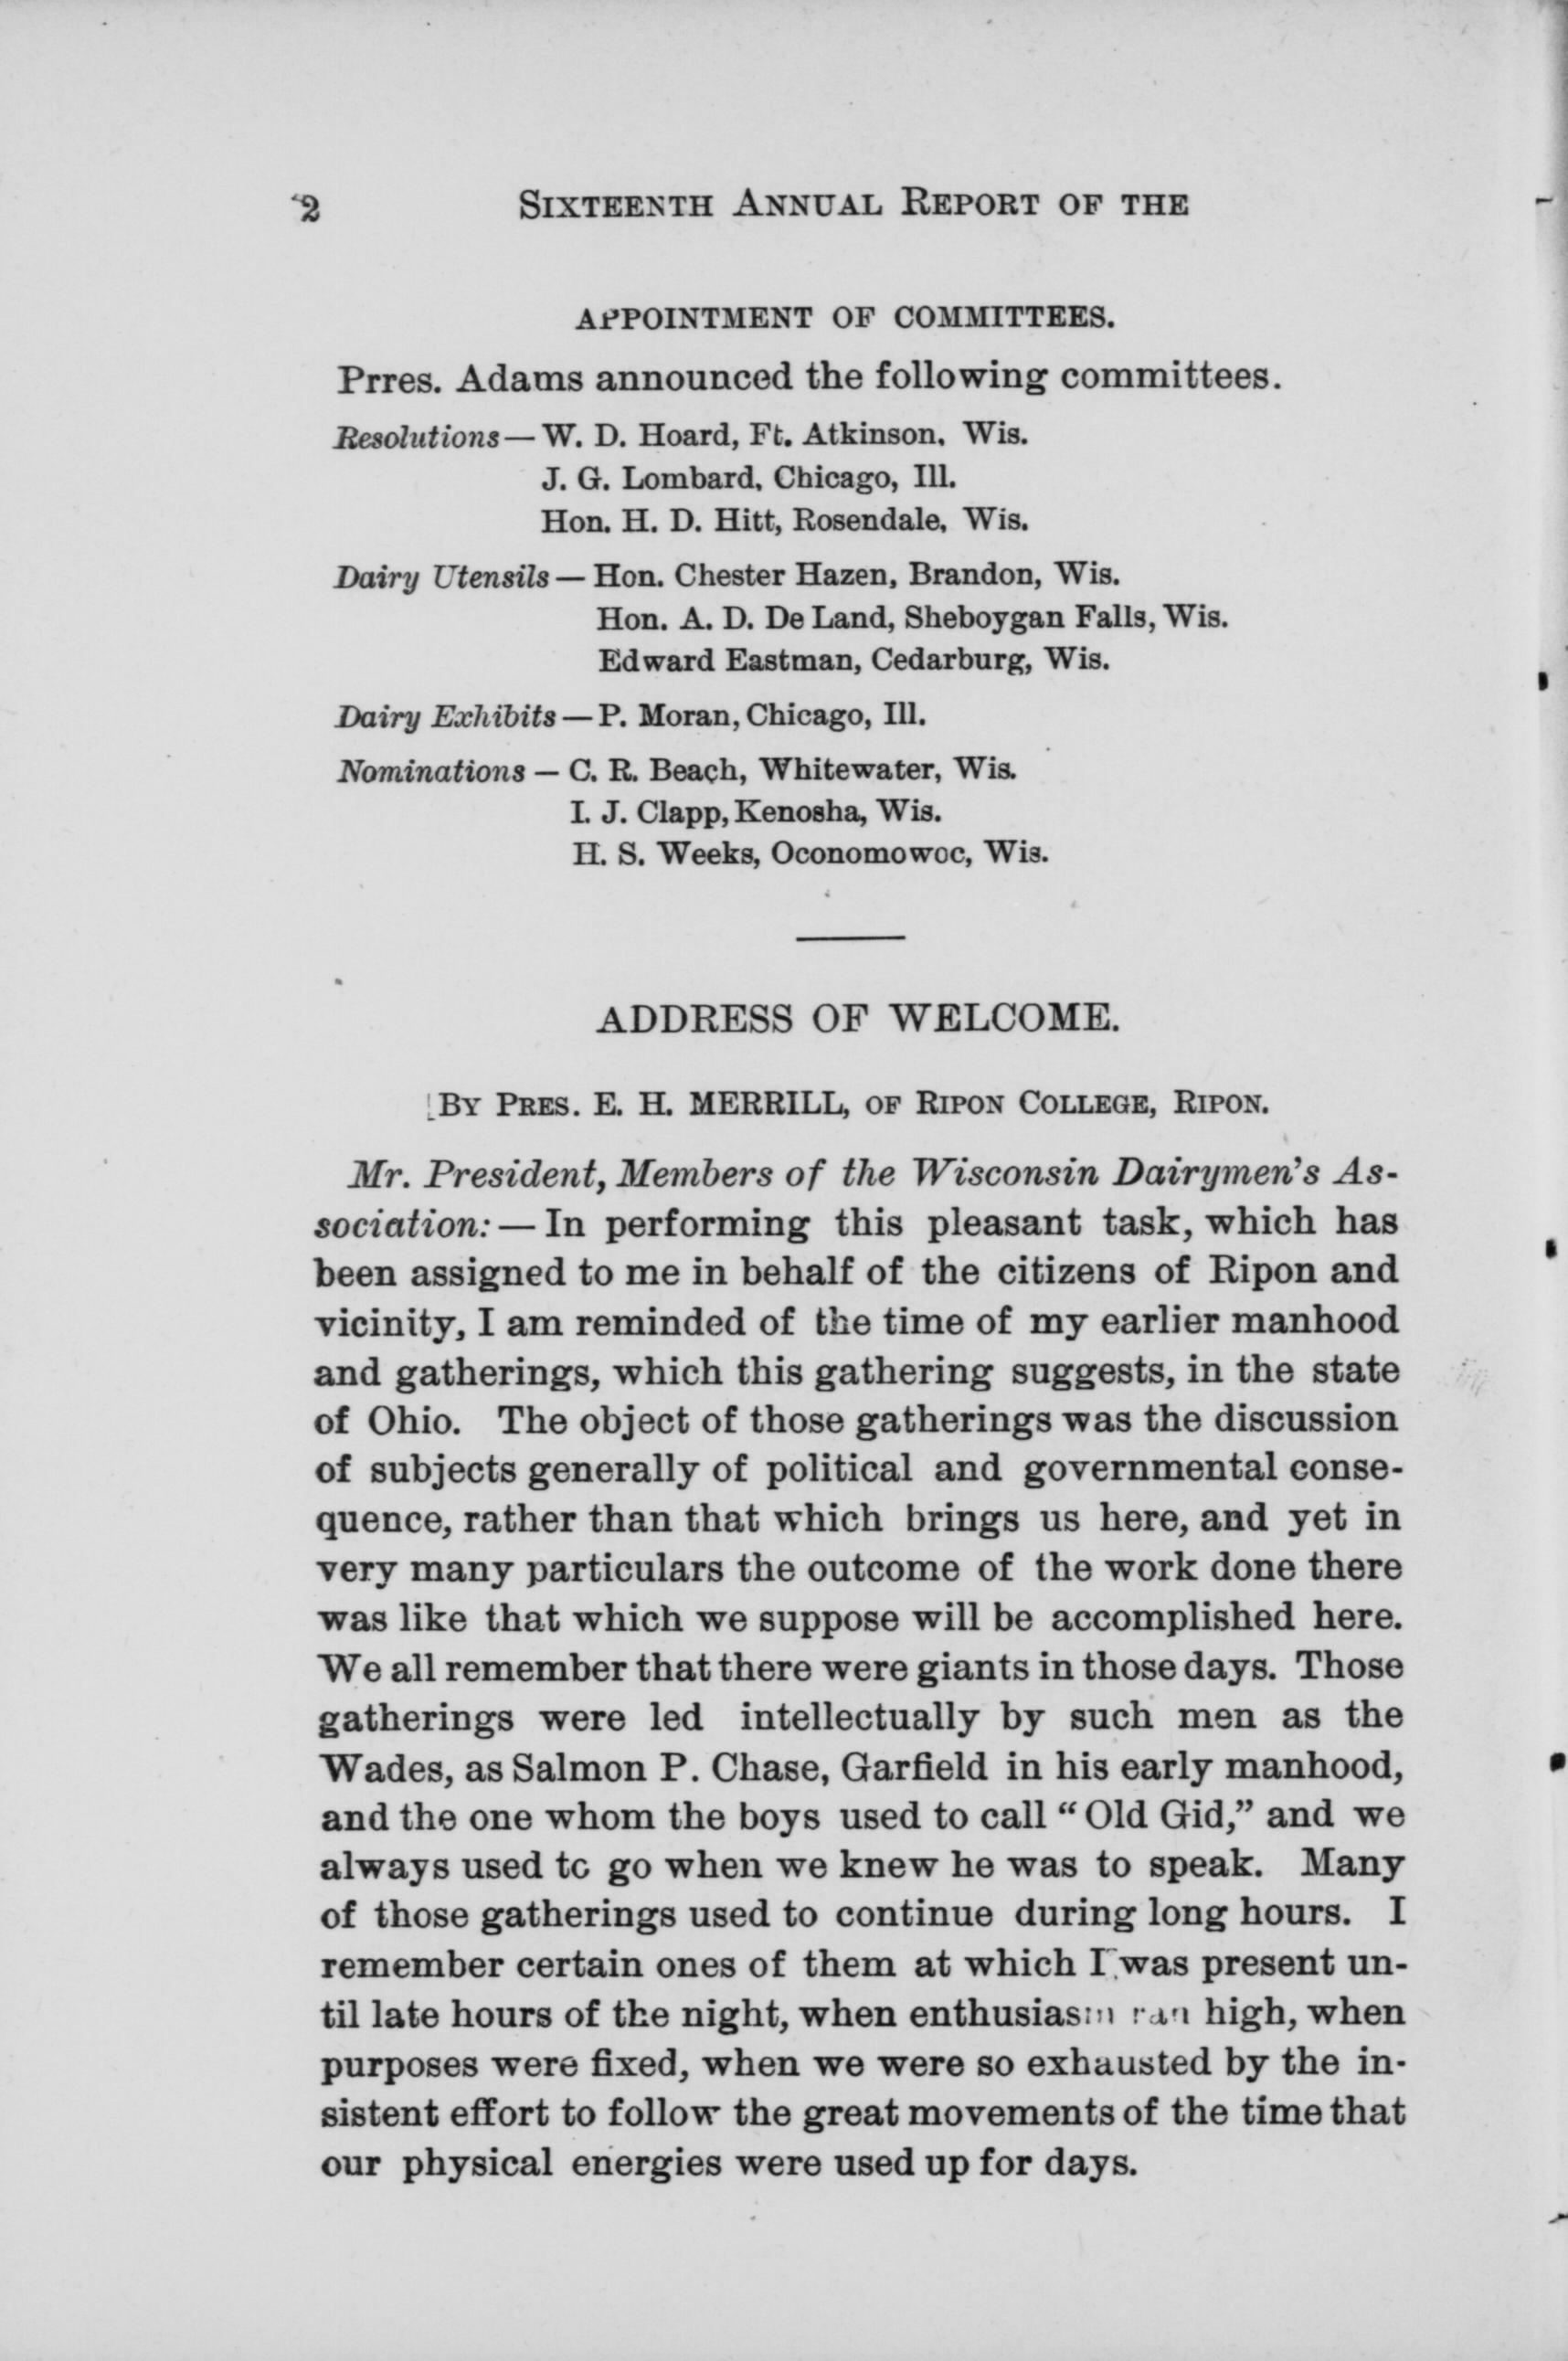 2 SIXTEENTH ANNUAL REPORT OF THE
APPOINTMENT OF COMMITTEES.
Prres. Adams announced the following committees.
Resolutions — W. D. Hoard, Ft. Atkinson, Wis.
J. G. Lombard, Chicago, Ill.
Hon. H. D. Hitt, Rosendale, Wis.
Dairy Utensils — Hon. Chester Hazen, Brandon, Wis.
Hon. A. D. De Land, Sheboygan Falls, Wis.
Edward Eastman, Cedarburg, Wis.
Dairy Exhibits — P. Moran, Chicago, Ill.
Nominations — C. R. Beach, Whitewater, Wis.
I. J. Clapp, Kenosha, Wis.
H. S. Weeks, Oconomowoc, Wis.
ADDRESS OF WELCOME.
BY PRES. E. H. MERRILL, OF RIPON COLLEGE, RIPON.
Mr. President, Members of the Wisconsin Dairymen's As-
sociation: — In performing this pleasant task, which has
been assigned to me in behalf of the citizens of Ripon and
vicinity, I am reminded of the time of my earlier manhood
and gatherings, which this gathering suggests, in the state
of Ohio. The object of those gatherings was the discussion
of subjects generally of political and governmental conse-
quence, rather than that which brings us here, and yet in
very many particulars the outcome of the work done there
was like that which we suppose will be accomplished here.
We all remember that there were giants in those days. Those
gatherings were led intellectually by such men as the
Wades, as Salmon P. Chase, Garfield in his early manhood,
and the one whom the boys used to call "Old Gid," and we
always used to go when we knew he was to speak. Many
of those gatherings used to continue during long hours. I
remember certain ones of them at which I was present un-
til late hours of the night, when enthusiasm ran high, when
purposes were fixed, when we were so exhausted by the in-
sistent effort to follow the great movements of the time that
our physical energies were used up for days.